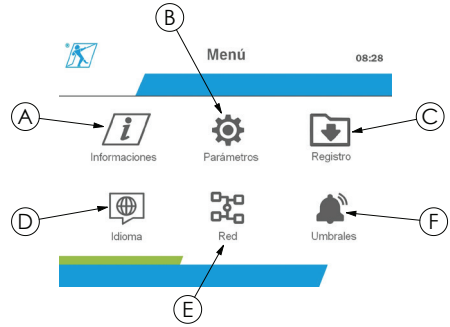 B
Menú 08:28
A C
Informaciones Parámetros Registro
D F
Idioma Red Umbrales
E